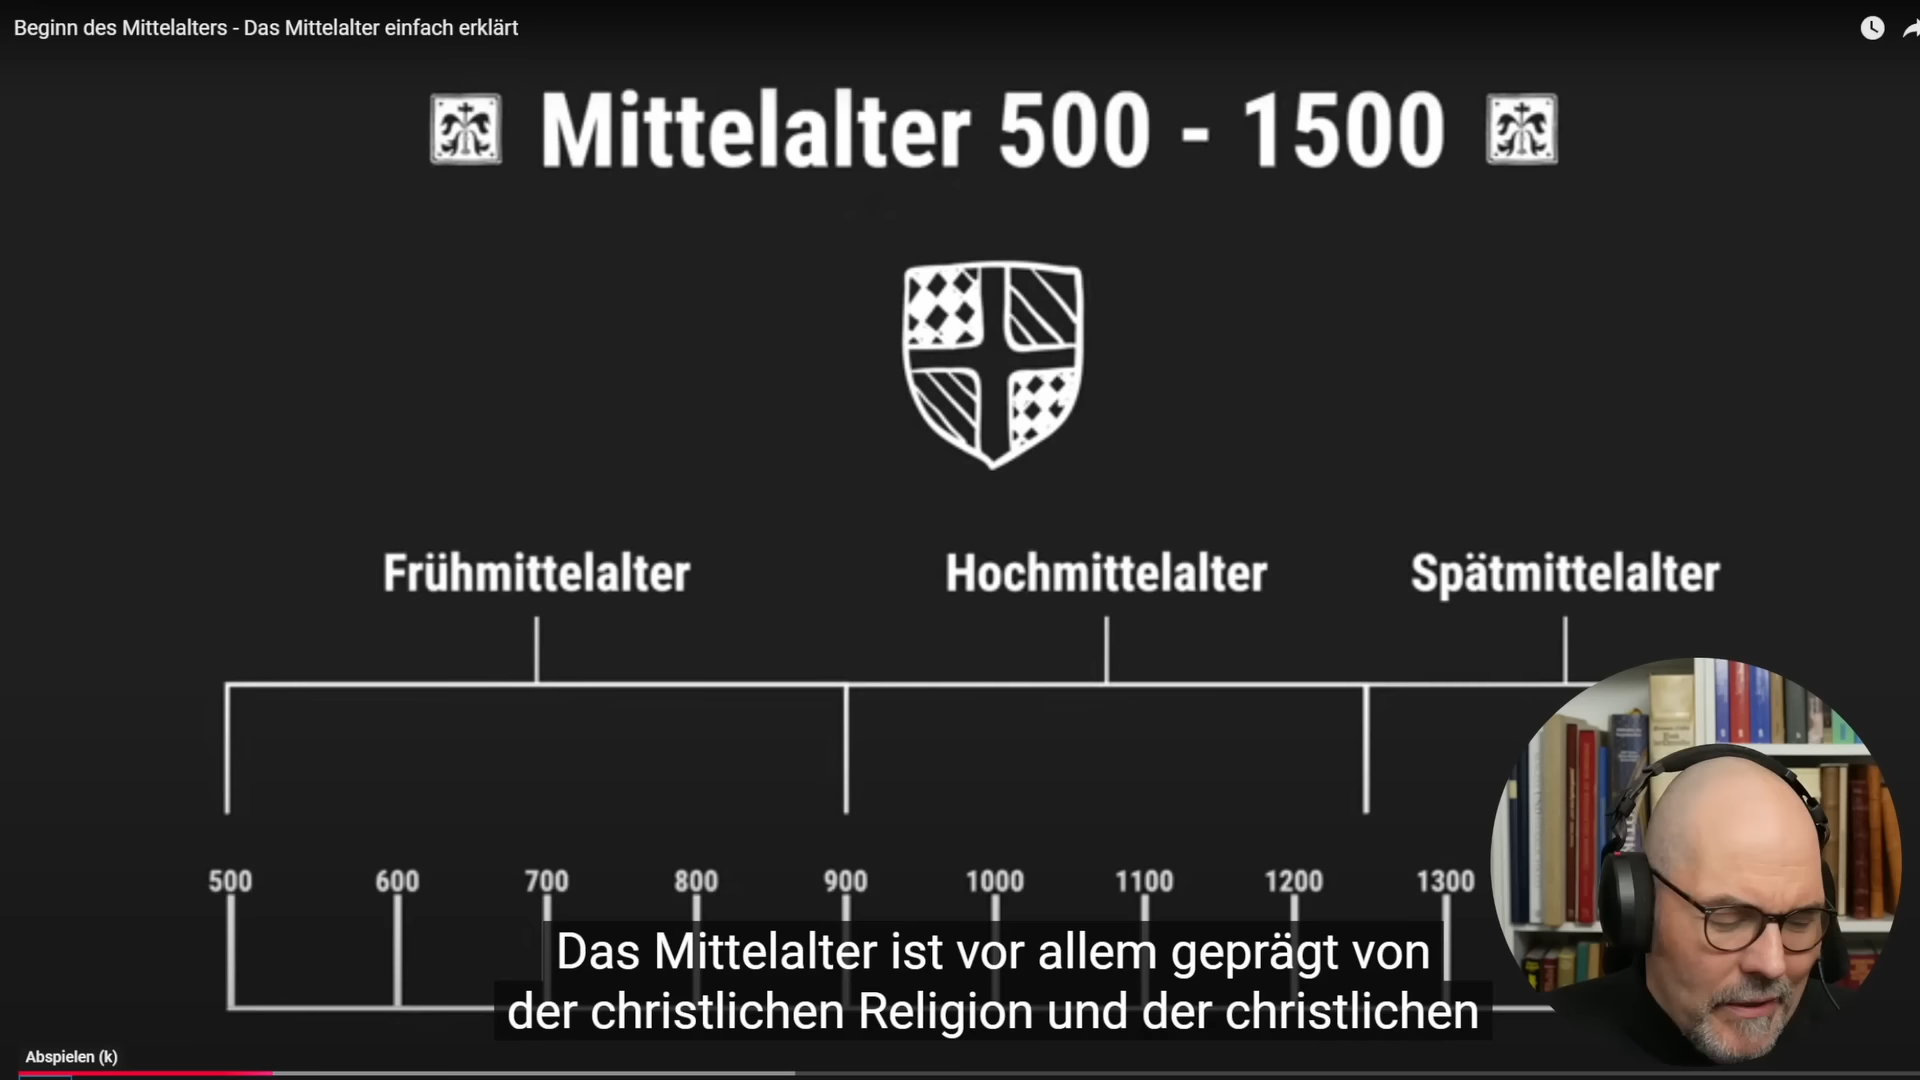 Beginn des Mittelalters - Das Mittelalter einfach erklärt
Mittelalter 500 - 1500
Frühmittelalter Hochmittelalter Spätmittelalter
500 600 700 800 900 1000 1100 1200 1300
Das Mittelalter ist vor allem geprägt von
der christlichen Religion und der christlichen
Abspielen (k)